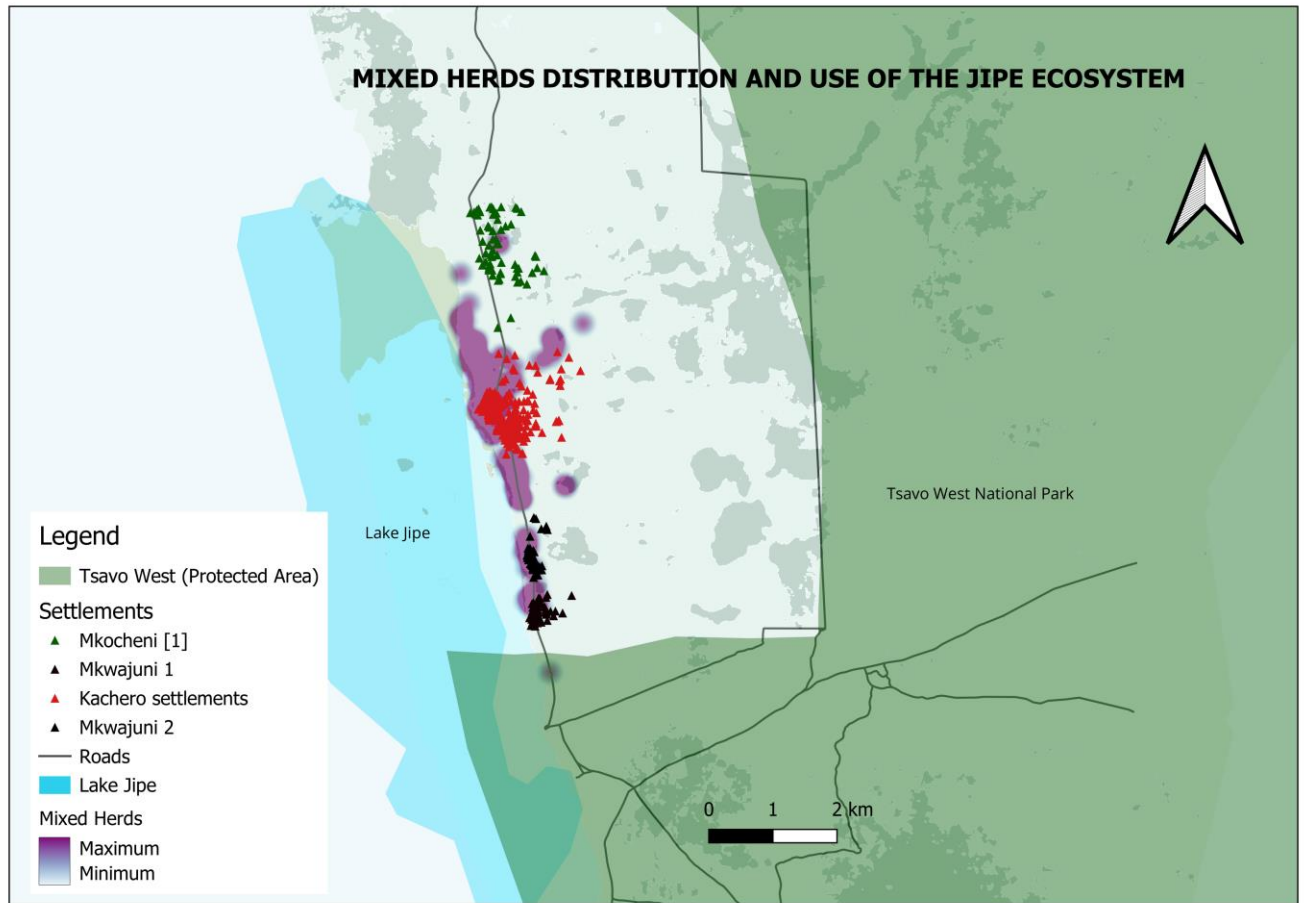 MIXED HERDS DISTRIBUTION AND USE OF THE JIPE ECOSYSTEM
Tsavo West National Park
Lake Jipe
Legend
Tsavo West (Protected Area)
Settlements
Mkocheni [1]
Mkwajuni 1
Kachero settlements
Mkwajuni 2
Roads
Lake Jipe
Mixed Herds
Maximum
Minimum
0 1 2 km